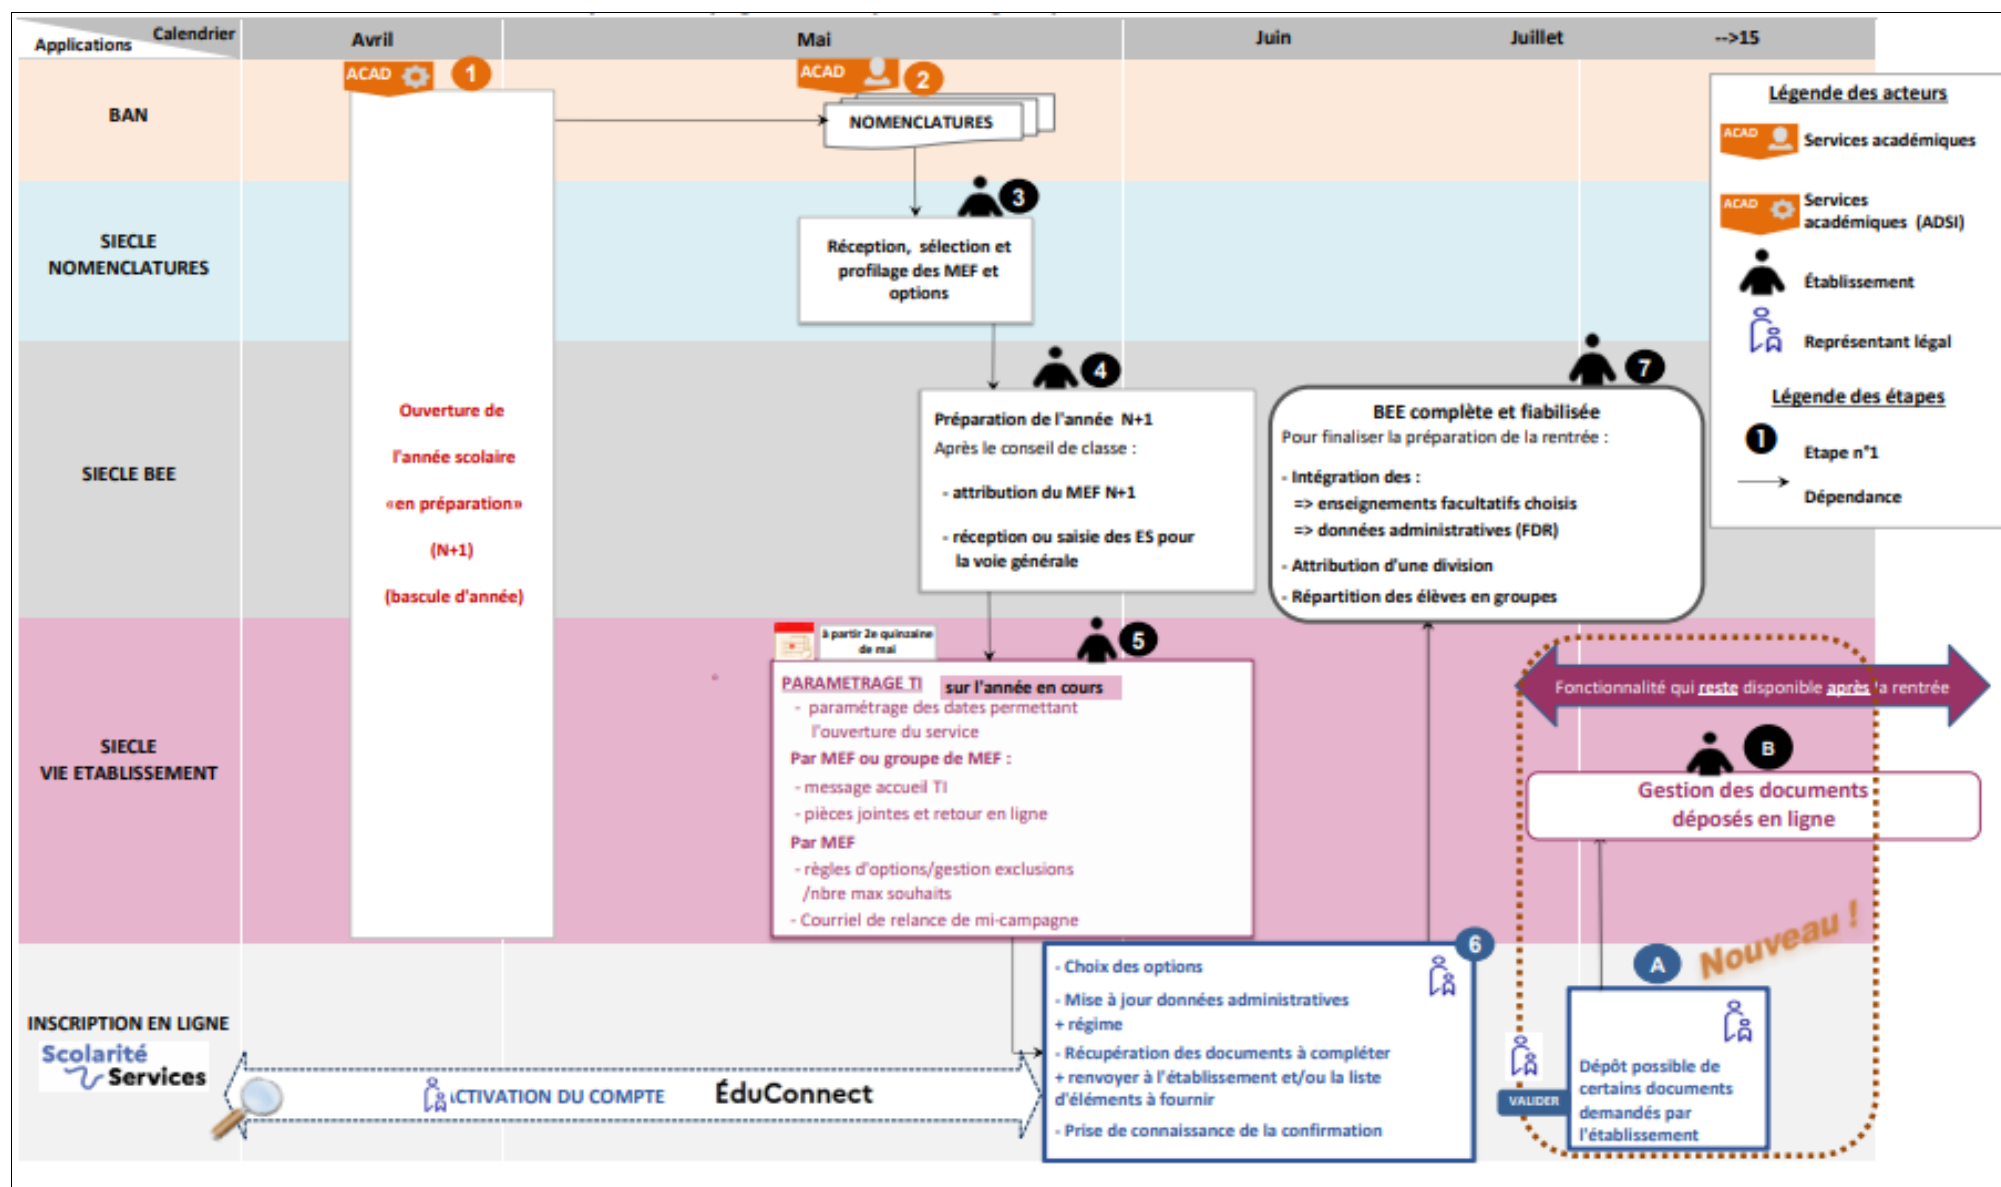 Applications
Calendrier
Avril
Mai
Juin
Juillet
-->15
BAN
ACAD
1
ACAD
2
NOMENCLATURES
SIECLE
NOMENCLATURES
3
Réception, sélection et
profilage des MEF et
options
SIECLE BEE
Ouverture de
l'année scolaire
«en préparation»
(N+1)
(bascule d'année)
4
Préparation de l'année N+1
Après le conseil de classe :
- attribution du MEF N+1
- réception ou saisie des ES pour
la voie générale
7
BEE complète et fiabilisée
Pour finaliser la préparation de la rentrée :
- Intégration des :
=> enseignements facultatifs choisis
=> données administratives (FDR)
- Attribution d'une division
- Répartition des élèves en groupes
Légende des acteurs
ACAD
Services académiques
ACAD
Services
académiques (ADSI)
Établissement
Représentant légal
Légende des étapes
1
Etape n°1
Dépendance
SIECLE
VIE ETABLISSEMENT
à partir 2e quinzaine
de mai
5
PARAMETRAGE TI sur l'année en cours
- paramétrage des dates permettant
l'ouverture du service
Par MEF ou groupe de MEF :
- message accueil TI
- pièces jointes et retour en ligne
Par MEF
- règles d'options/gestion exclusions
/nbre max souhaits
- Courriel de relance de mi-campagne
Fonctionnalité qui reste disponible après la rentrée
B
Gestion des documents
déposés en ligne
Nouveau !
INSCRIPTION EN LIGNE
Scolarité
Services
ACTIVATION DU COMPTE ÉduConnect
6
- Choix des options
- Mise à jour données administratives
+ régime
- Récupération des documents à compléter
+ renvoyer à l'établissement et/ou la liste
d'éléments à fournir
- Prise de connaissance de la confirmation
A
VALIDER
Dépôt possible de
certains documents
demandés par
l'établissement